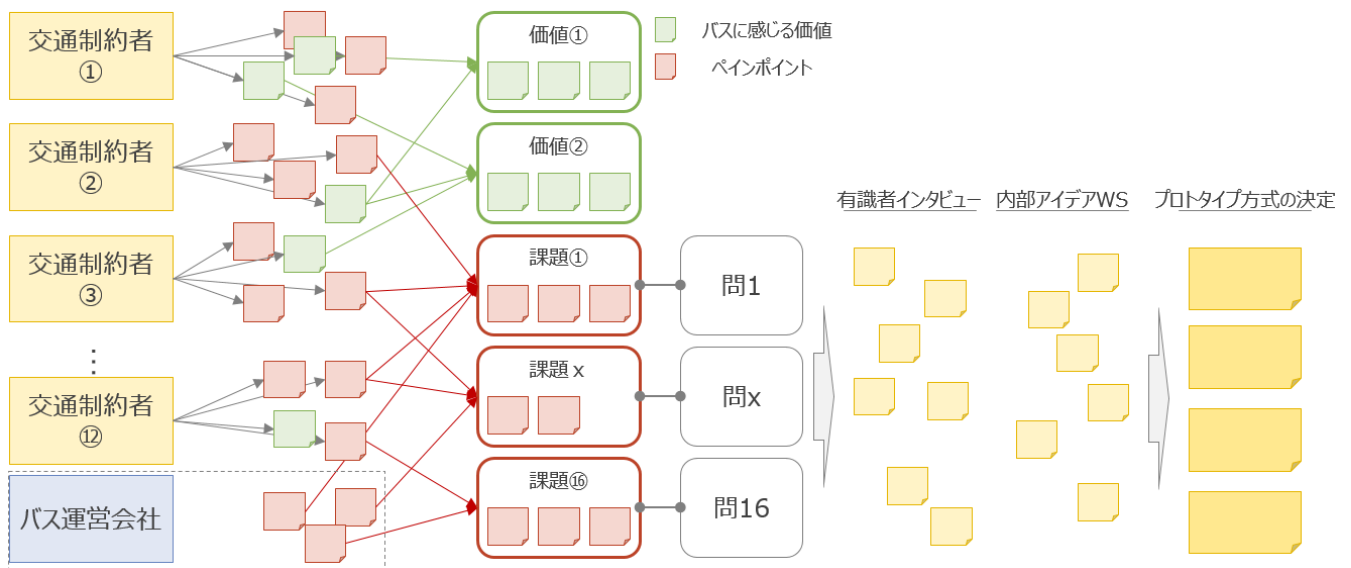 交通制約者
①
交通制約者
②
交通制約者
③
⋮
交通制約者
⑫
バス運営会社
価値①
価値②
課題①
課題x
課題⑯
バスに感じる価値
ペインポイント
問1
問x
問16
有識者インタビュー
内部アイデアWS
プロトタイプ方式の決定